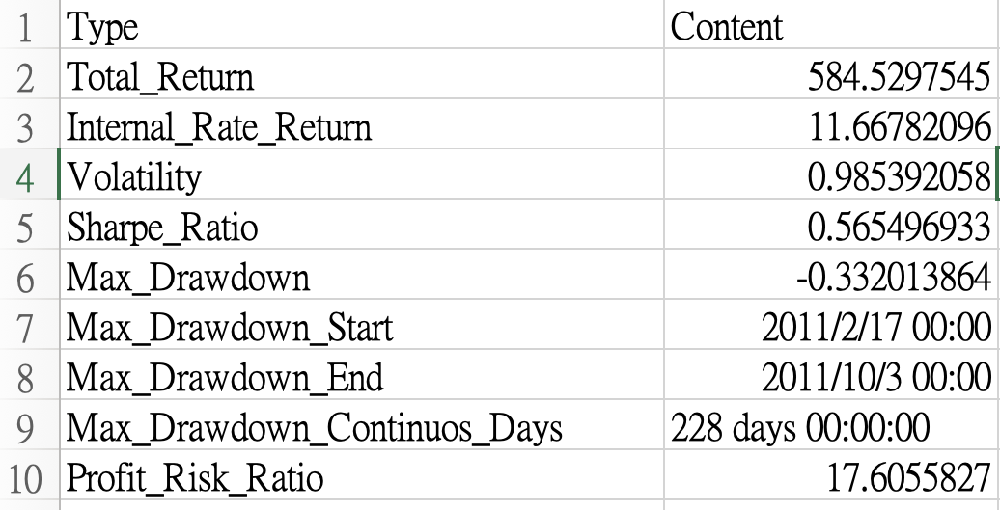 1 Type Content
2 Total_Return 584.5297545
3 Internal_Rate_Return 11.66782096
4 Volatility 0.985392058
5 Sharpe_Ratio 0.565496933
6 Max_Drawdown -0.332013864
7 Max_Drawdown_Start 2011/2/17 00:00
8 Max_Drawdown_End 2011/10/3 00:00
9 Max_Drawdown_Continuos_Days 228 days 00:00:00
10 Profit_Risk_Ratio 17.6055827